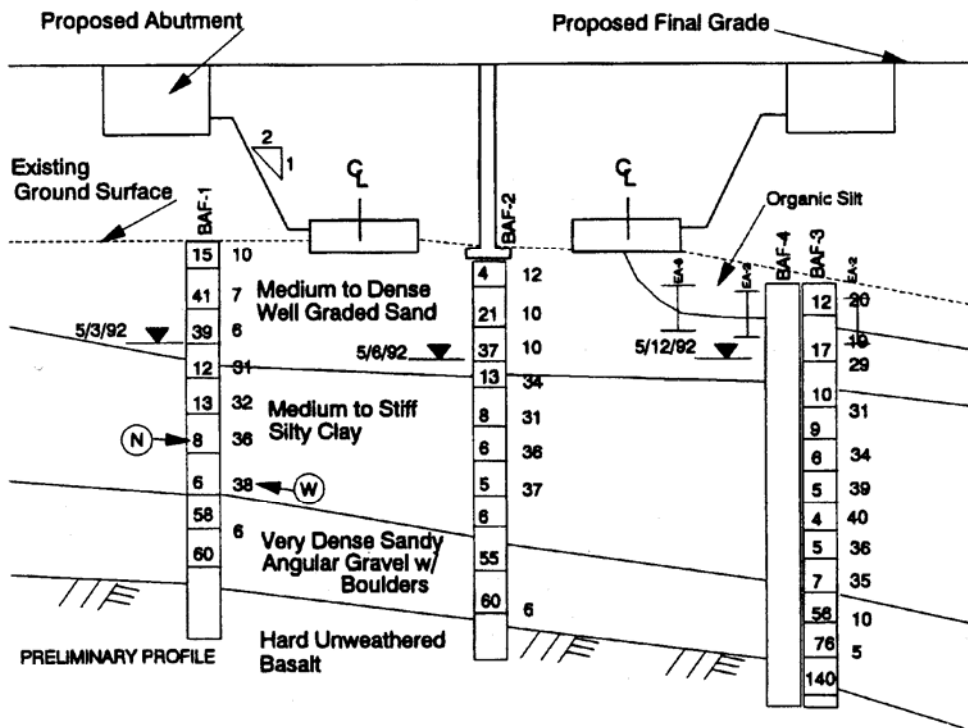 Proposed Abutment
Proposed Final Grade
2
1
Existing
Ground Surface
BAF-1
℄
BAF-2
℄
Organic Silt
BAF-4
BAF-3
EA-2
EA-3
15 10
41 7
39 6
12 31
13 32
8 36
6 38
58
6
60
Medium to Dense
Well Graded Sand
5/3/92
5/6/92
5/12/92
Medium to Stiff
Silty Clay
N
W
Very Dense Sandy
Angular Gravel w/
Boulders
Hard Unweathered
Basalt
PRELIMINARY PROFILE
4 12
21 10
37 10
13 34
8 31
6 36
5 37
6
55
60 6
12 20
17 19
29
10 31
9
6 34
5 39
4 40
5 36
7 35
56 10
76 5
140